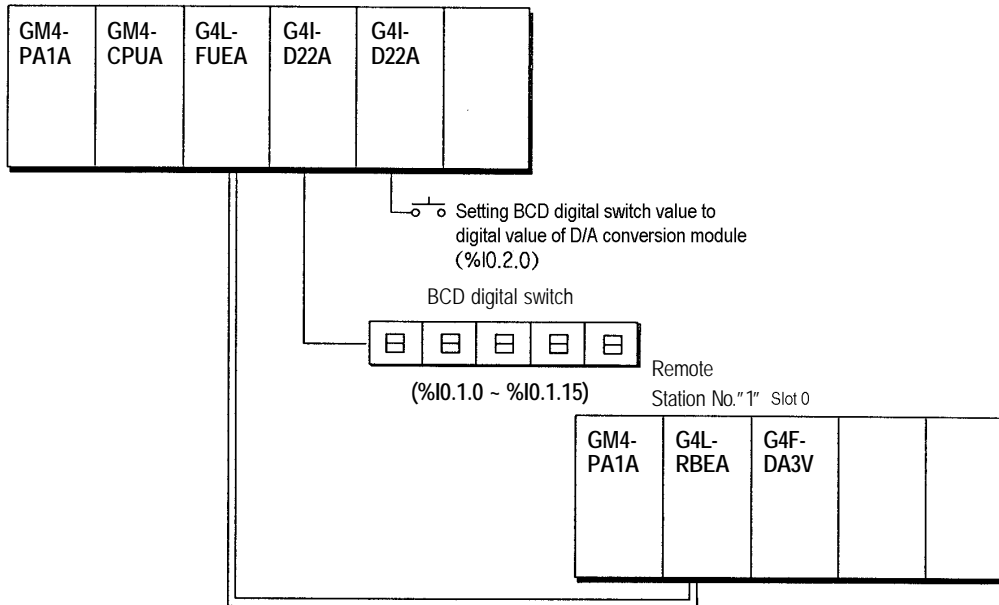 GM4-
PA1A
GM4-
CPUA
G4L-
FUEA
G4I-
D22A
G4I-
D22A
Setting BCD digital switch value to
digital value of D/A conversion module
(%I0.2.0)
BCD digital switch
(%I0.1.0 ~ %I0.1.15)
Remote
Station No."1" Slot 0
GM4-
PA1A
G4L-
RBEA
G4F-
DA3V